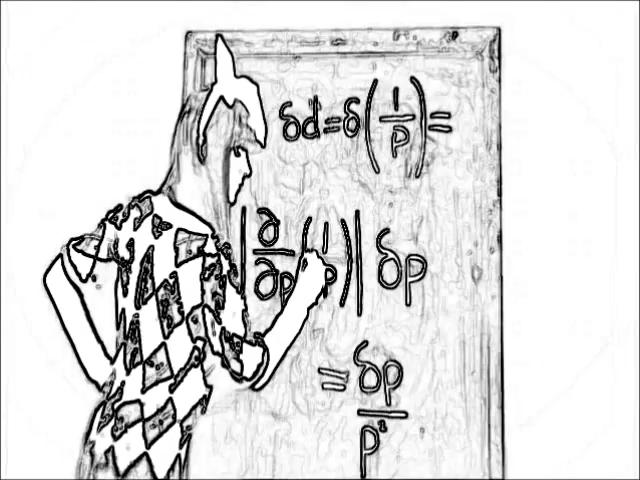 δd = δ(1/p) =
|∂/∂p (1/p)| δp
= δp/p²